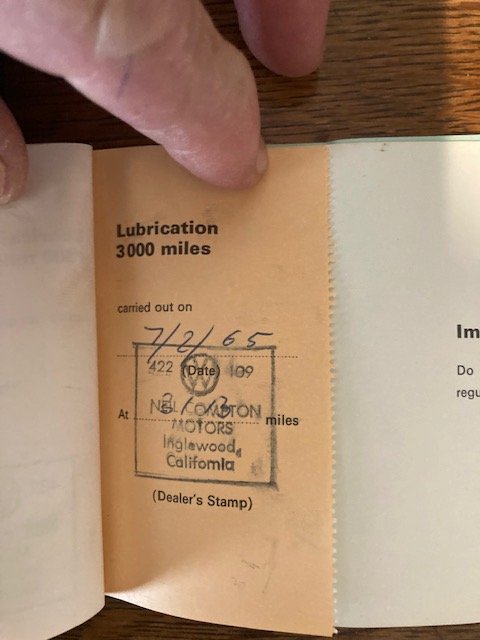 Lubrication
3000 miles
carried out on
7/2/65
422 (Date) 109
NEIL COMPTON
At miles
MOTORS
Inglewood,
California
(Dealer's Stamp)
Im
Do
regu